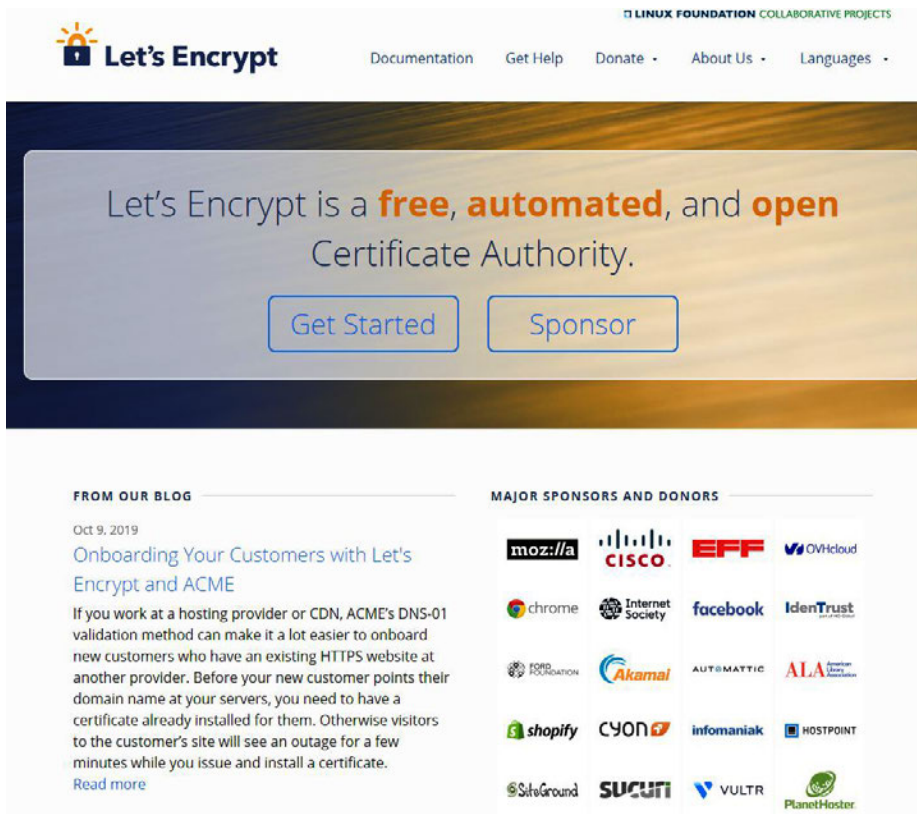 LINUX FOUNDATION COLLABORATIVE PROJECTS
Let's Encrypt
Documentation Get Help Donate About Us Languages
Let's Encrypt is a free, automated, and open
Certificate Authority.
Get Started Sponsor
FROM OUR BLOG
Oct 9, 2019
Onboarding Your Customers with Let's
Encrypt and ACME
If you work at a hosting provider or CDN, ACME's DNS-01
validation method can make it a lot easier to onboard
new customers who have an existing HTTPS website at
another provider. Before your new customer points their
domain name at your servers, you need to have a
certificate already installed for them. Otherwise visitors
to the customer's site will see an outage for a few
minutes while you issue and install a certificate.
Read more
MAJOR SPONSORS AND DONORS
moz://a CISCO EFF OVHcloud
chrome Internet Society facebook IdenTrust
FORD FOUNDATION Akamai AUTOMATTIC ALA American Library Association
shopify CYON infomaniak HOSTPOINT
SiteGround SUCURI VULTR PlanetHoster